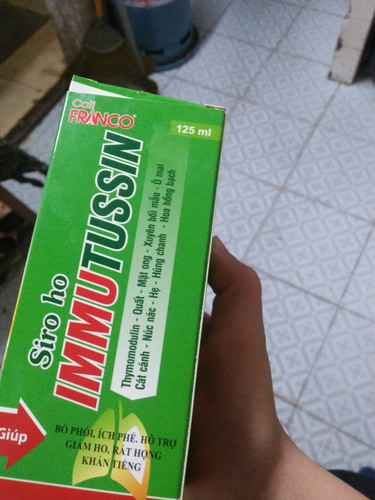 Cali
FRANCO®
125 ml
Siro ho
IMMUTUSSIN
Thymomodulin - Quất - Mật ong - Xuyên bối mẫu - Ô mai
Cát cánh - Núc nác - Hẹ - Húng chanh - Hoa hồng bạch
Giúp
BỔ PHỔI, ÍCH PHẾ, HỖ TRỢ
GIẢM HO, RÁT HỌNG
KHẢN TIẾNG